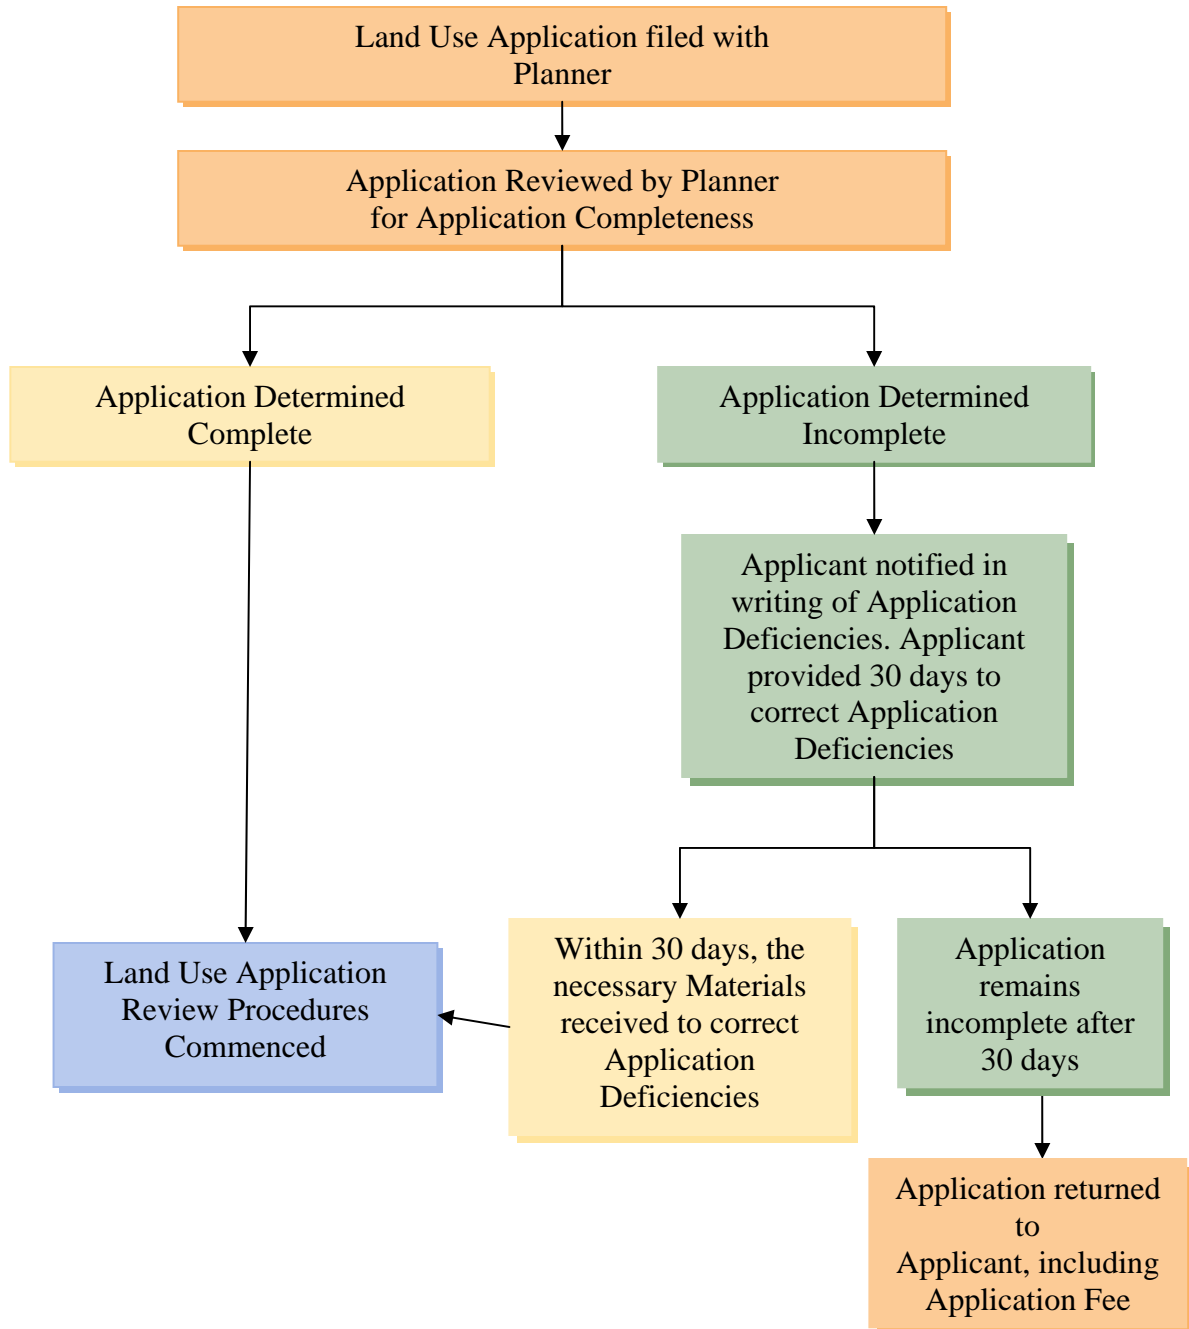 Land Use Application filed with
Planner
Application Reviewed by Planner
for Application Completeness
Application Determined
Complete
Application Determined
Incomplete
Applicant notified in
writing of Application
Deficiencies. Applicant
provided 30 days to
correct Application
Deficiencies
Land Use Application
Review Procedures
Commenced
Within 30 days, the
necessary Materials
received to correct
Application
Deficiencies
Application
remains
incomplete after
30 days
Application returned
to
Applicant, including
Application Fee